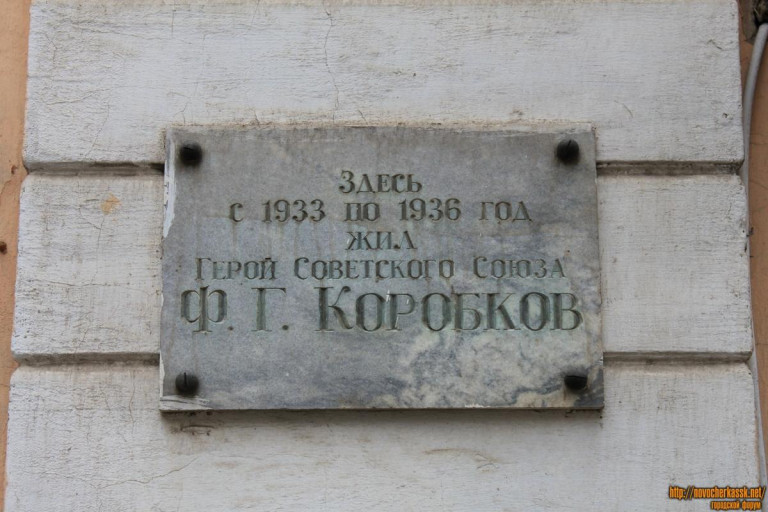 Здесь
с 1933 по 1936 год
жил
Герой Советского Союза
Ф. Г. Коробков
http://novocherkassk.net/
городской форум